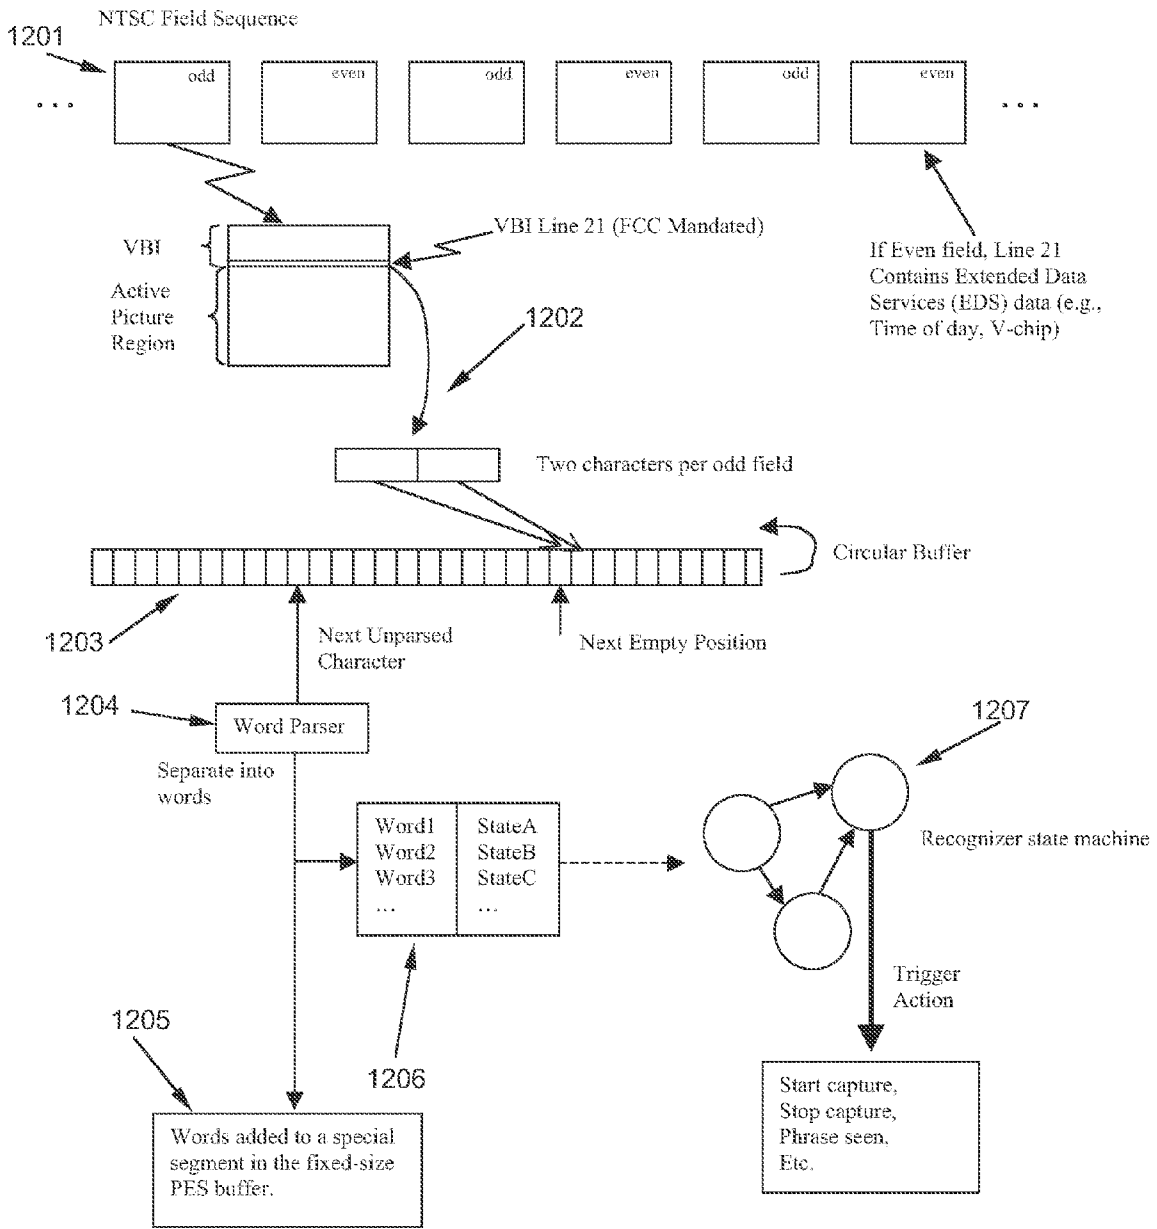 NTSC Field Sequence
1201
odd
even
odd
even
odd
even
...
...
VBI
VBI Line 21 (FCC Mandated)
Active
Picture
Region
If Even field, Line 21
Contains Extended Data
Services (EDS) data (e.g.,
Time of day, V-chip)
1202
Two characters per odd field
Circular Buffer
1203
Next Unparsed
Character
Next Empty Position
1204
Word Parser
Separate into
words
1207
Word1
Word2
Word3
...
StateA
StateB
StateC
...
Recognizer state machine
Trigger
Action
1205
1206
Words added to a special
segment in the fixed-size
PES buffer.
Start capture,
Stop capture,
Phrase seen,
Etc.